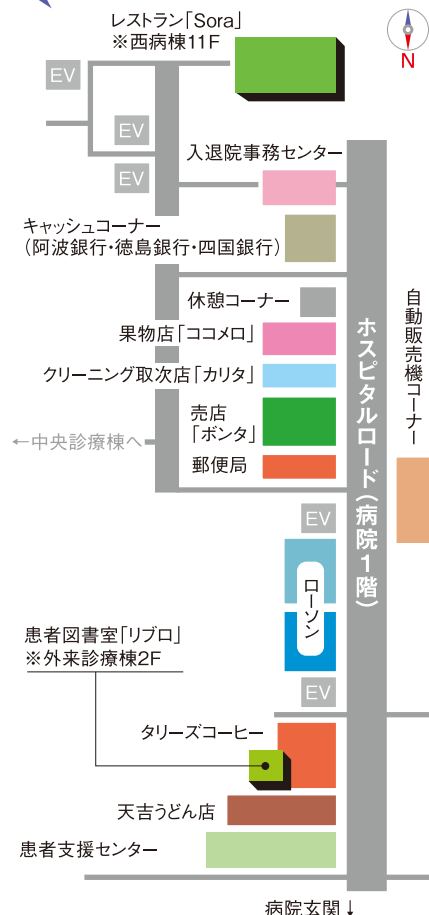 レストラン「Sora」
※西病棟11F
N
EV
EV
EV
入退院事務センター
キャッシュコーナー
(阿波銀行・徳島銀行・四国銀行)
休憩コーナー
果物店「ココメロ」
クリーニング取次店「カリタ」
売店
「ボンタ」
郵便局
←中央診療棟へ
ホスピタルロード(病院1階)
自動販売機コーナー
EV
ローソン
EV
患者図書室「リブロ」
※外来診療棟2F
タリーズコーヒー
天吉うどん店
患者支援センター
病院玄関↓